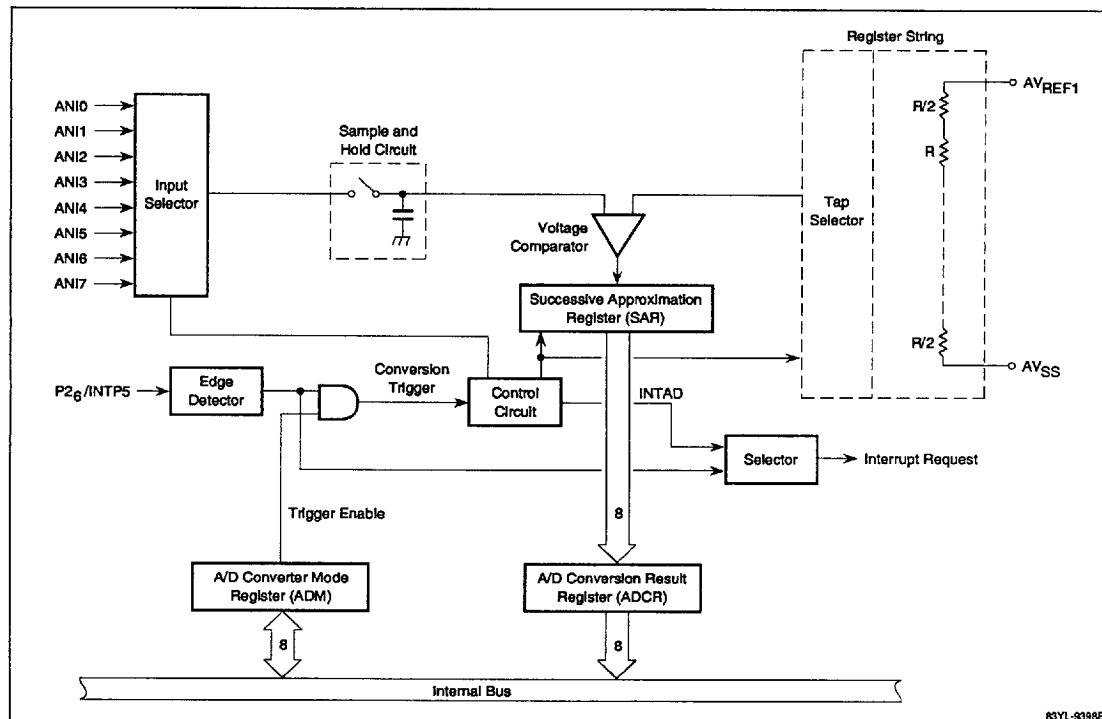 Register String
AVREF1
R/2
R
Tap
Selector
R/2
AVSS
ANI0
ANI1
ANI2
ANI3
ANI4
ANI5
ANI6
ANI7
Input
Selector
Sample and
Hold Circuit
Voltage
Comparator
Successive Approximation
Register (SAR)
P26/INTP5
Edge
Detector
Conversion
Trigger
Control
Circuit
INTAD
Selector
Interrupt Request
Trigger Enable
8
A/D Converter Mode
Register (ADM)
A/D Conversion Result
Register (ADCR)
8
8
Internal Bus
83YL-9398B